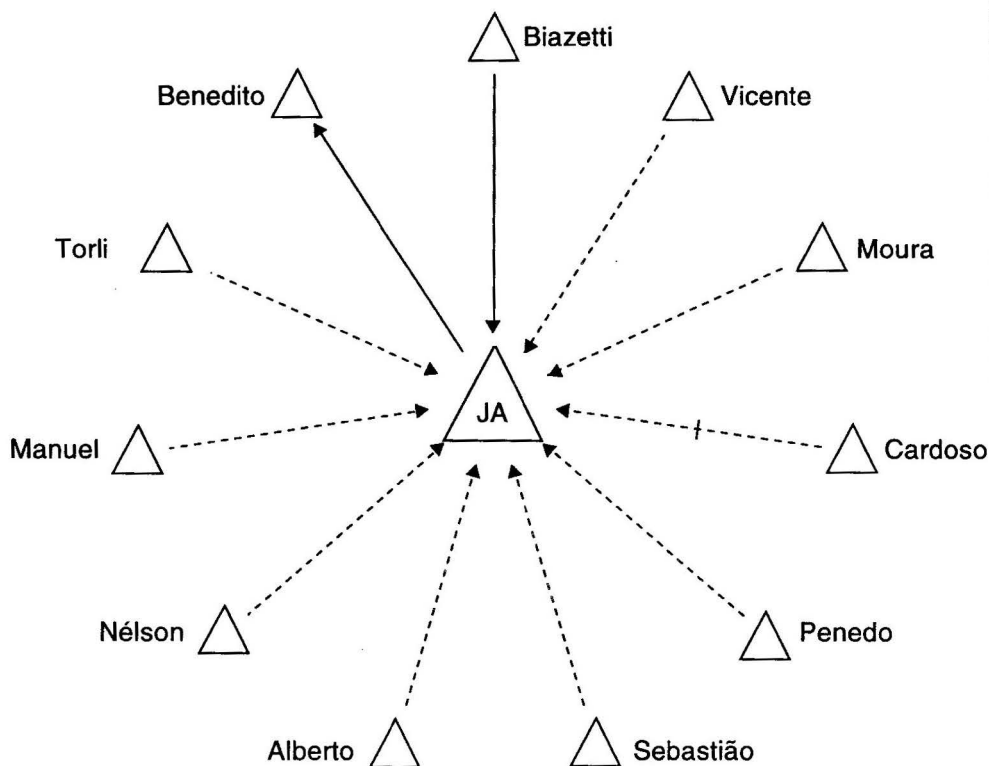 Biazetti
Benedito
Vicente
Torli
Moura
JA
Manuel
Cardoso
Nélson
Penedo
Alberto
Sebastião